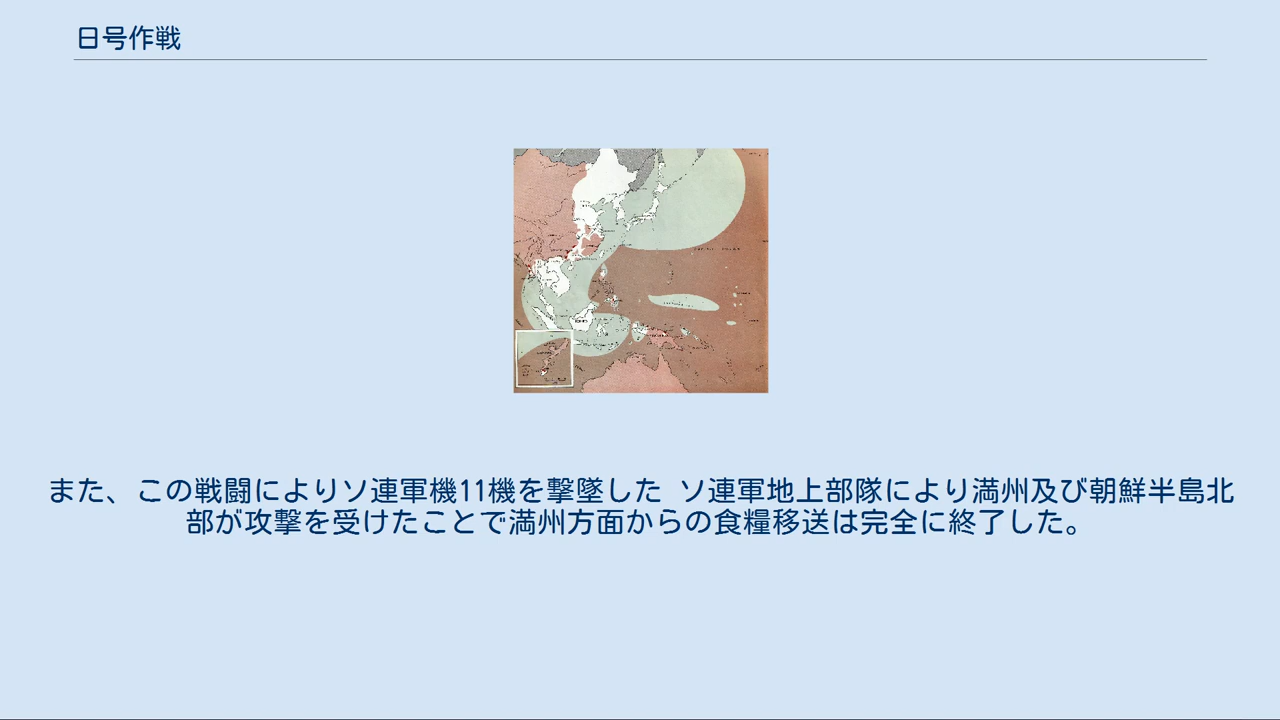 日号作戦
また、この戦闘によりソ連軍機11機を撃墜した ソ連軍地上部隊により満州及び朝鮮半島北
部が攻撃を受けたことで満州方面からの食糧移送は完全に終了した。